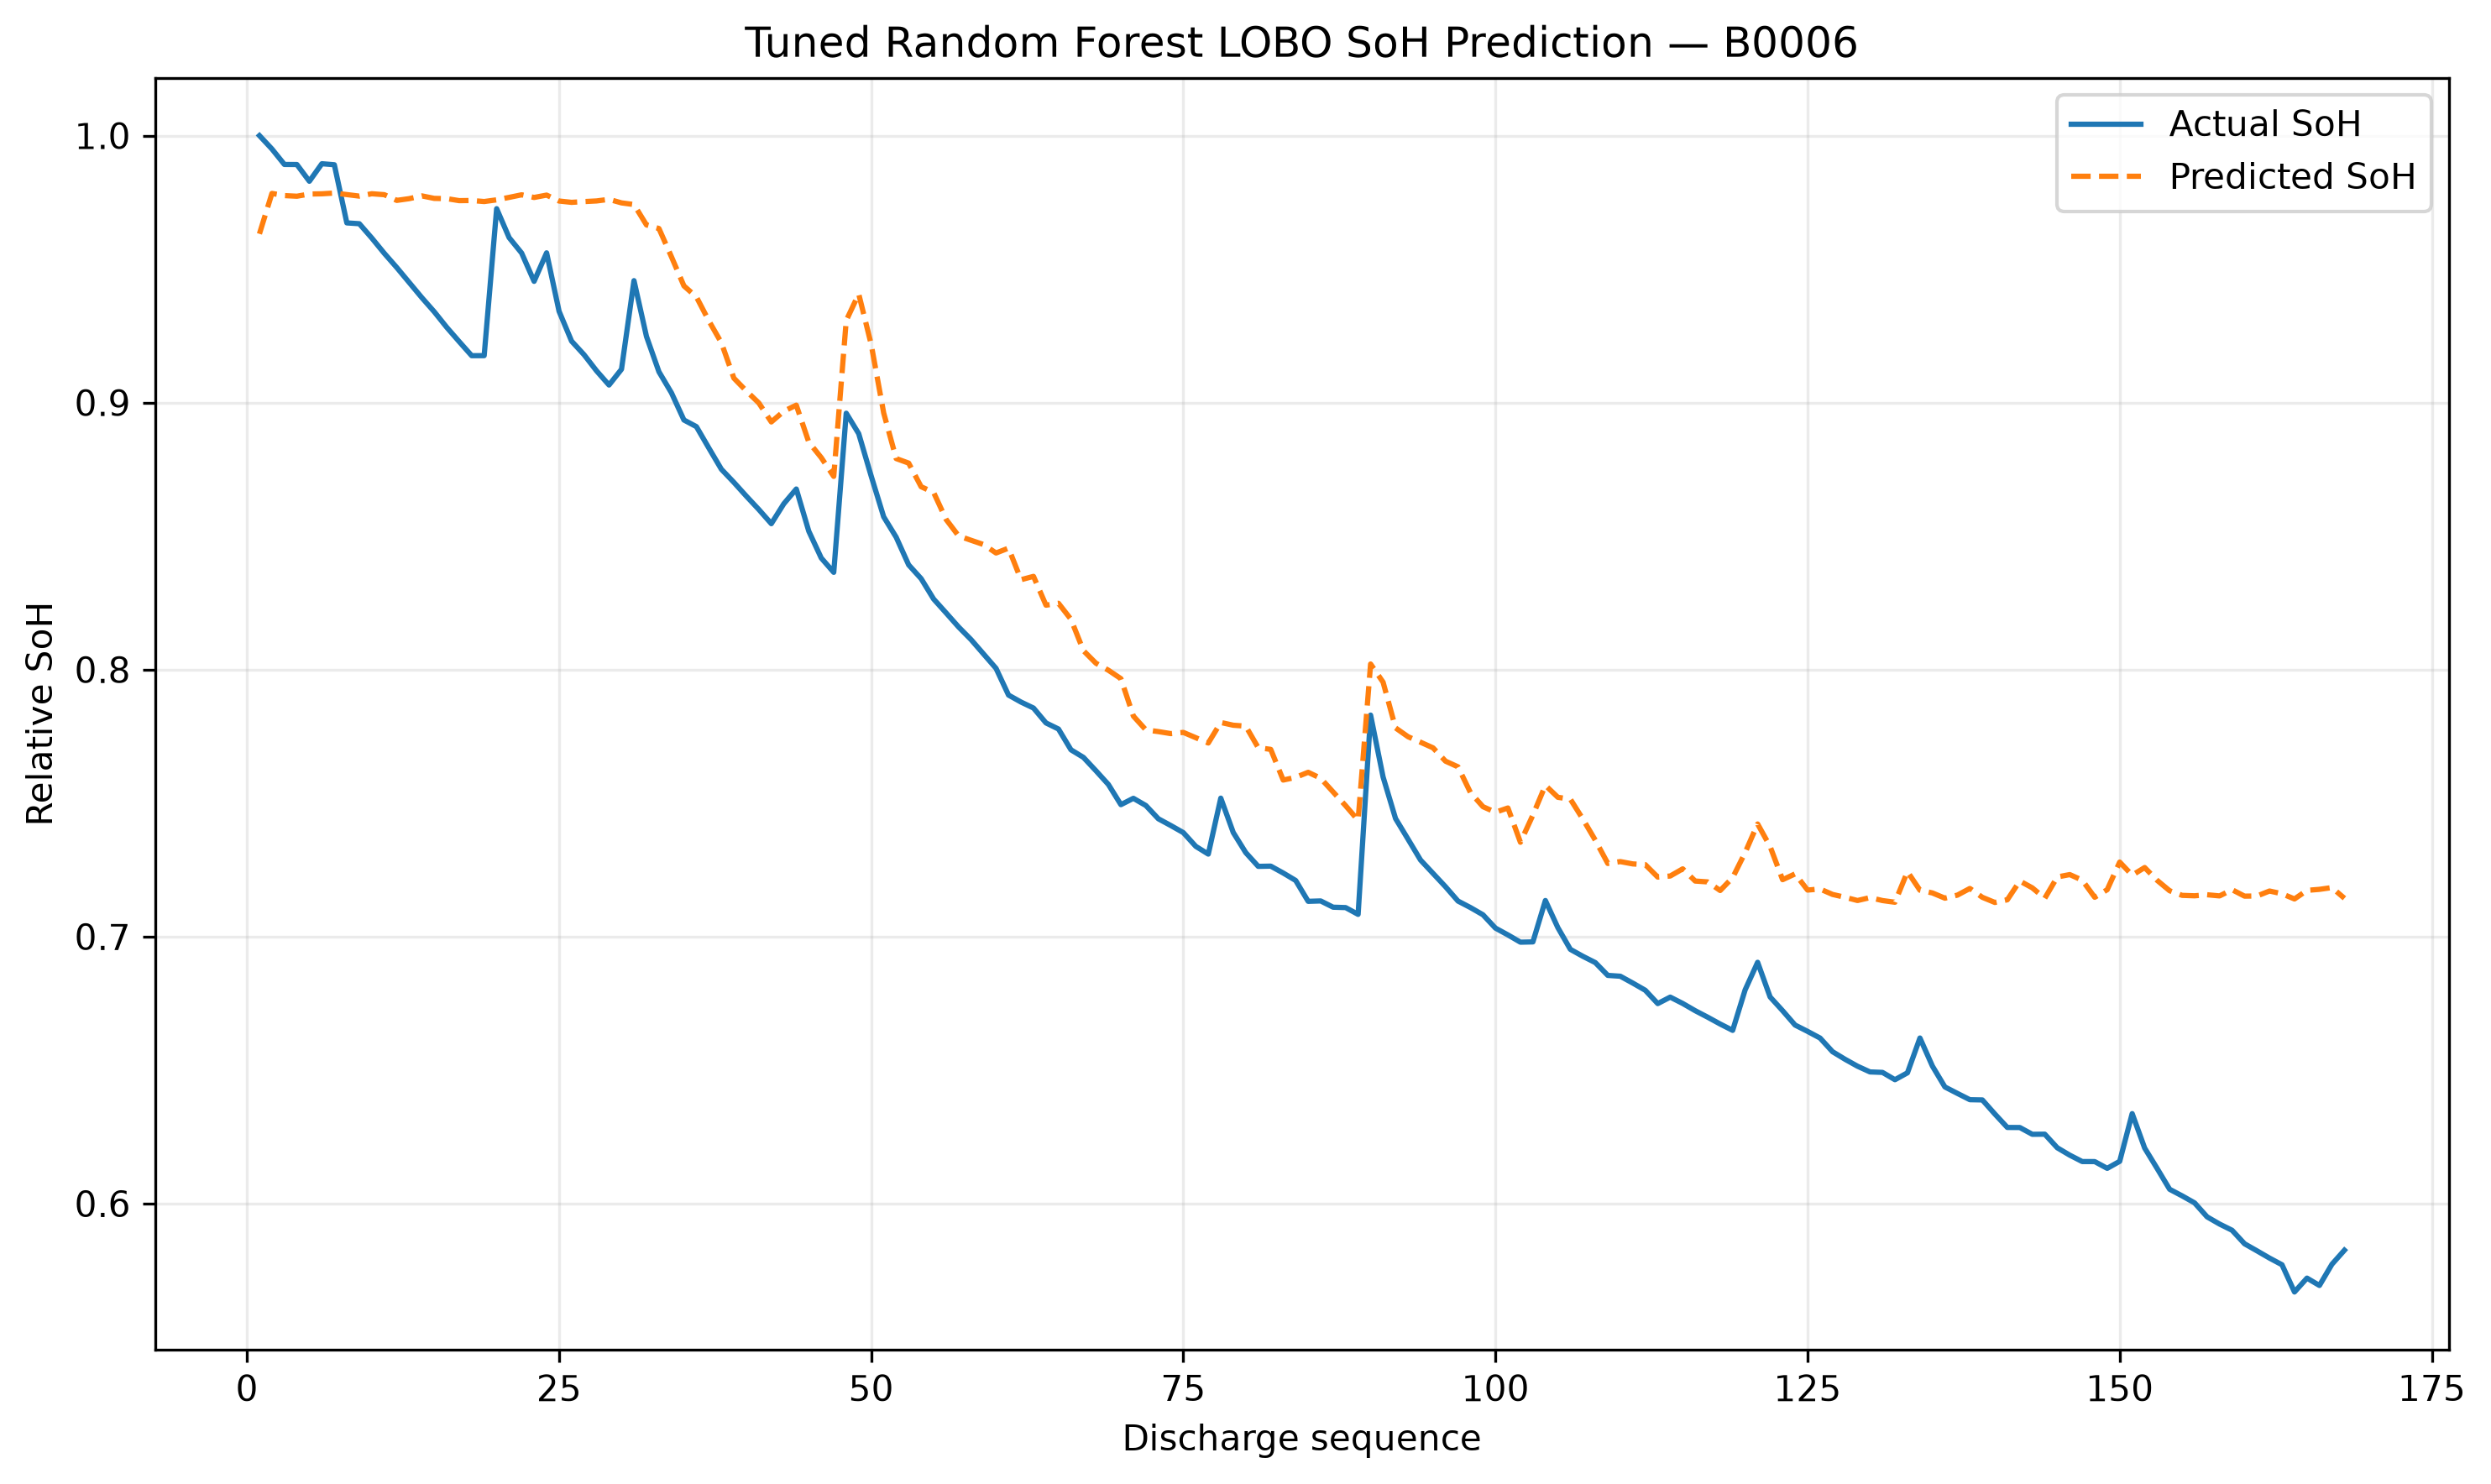 Tuned Random Forest LOBO SoH Prediction — B0006
Actual SoH
Predicted SoH
Relative SoH
1.0
0.9
0.8
0.7
0.6
0 25 50 75 100 125 150 175
Discharge sequence